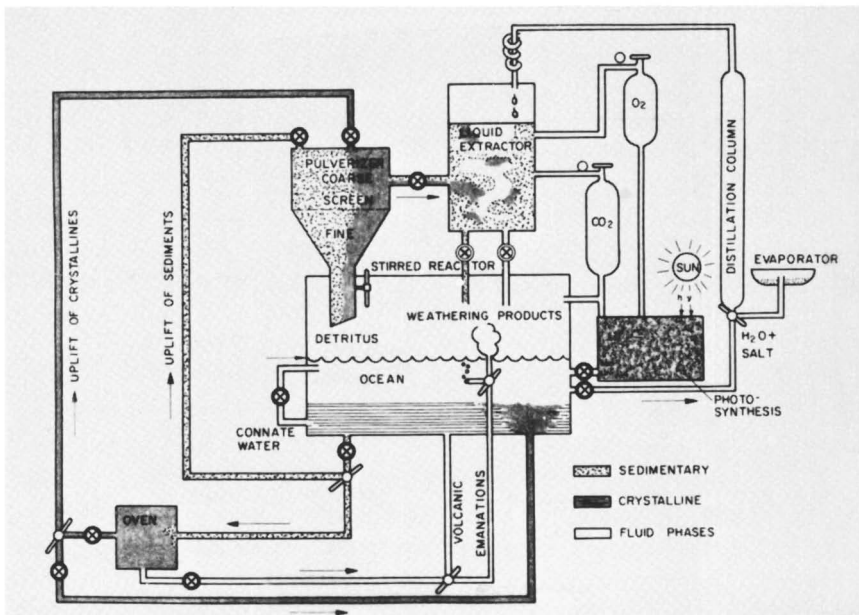 LIQUID
EXTRACTOR
O₂
PULVERIZER
COARSE
SCREEN
FINE
CO₂
DISTILLATION COLUMN
SUN
hν
EVAPORATOR
UPLIFT OF CRYSTALLINES
UPLIFT OF SEDIMENTS
STIRRED REACTOR
DETRITUS
WEATHERING PRODUCTS
H₂O+
SALT
OCEAN
PHOTO-
SYNTHESIS
CONNATE
WATER
VOLCANIC
EMANATIONS
SEDIMENTARY
CRYSTALLINE
FLUID PHASES
OVEN